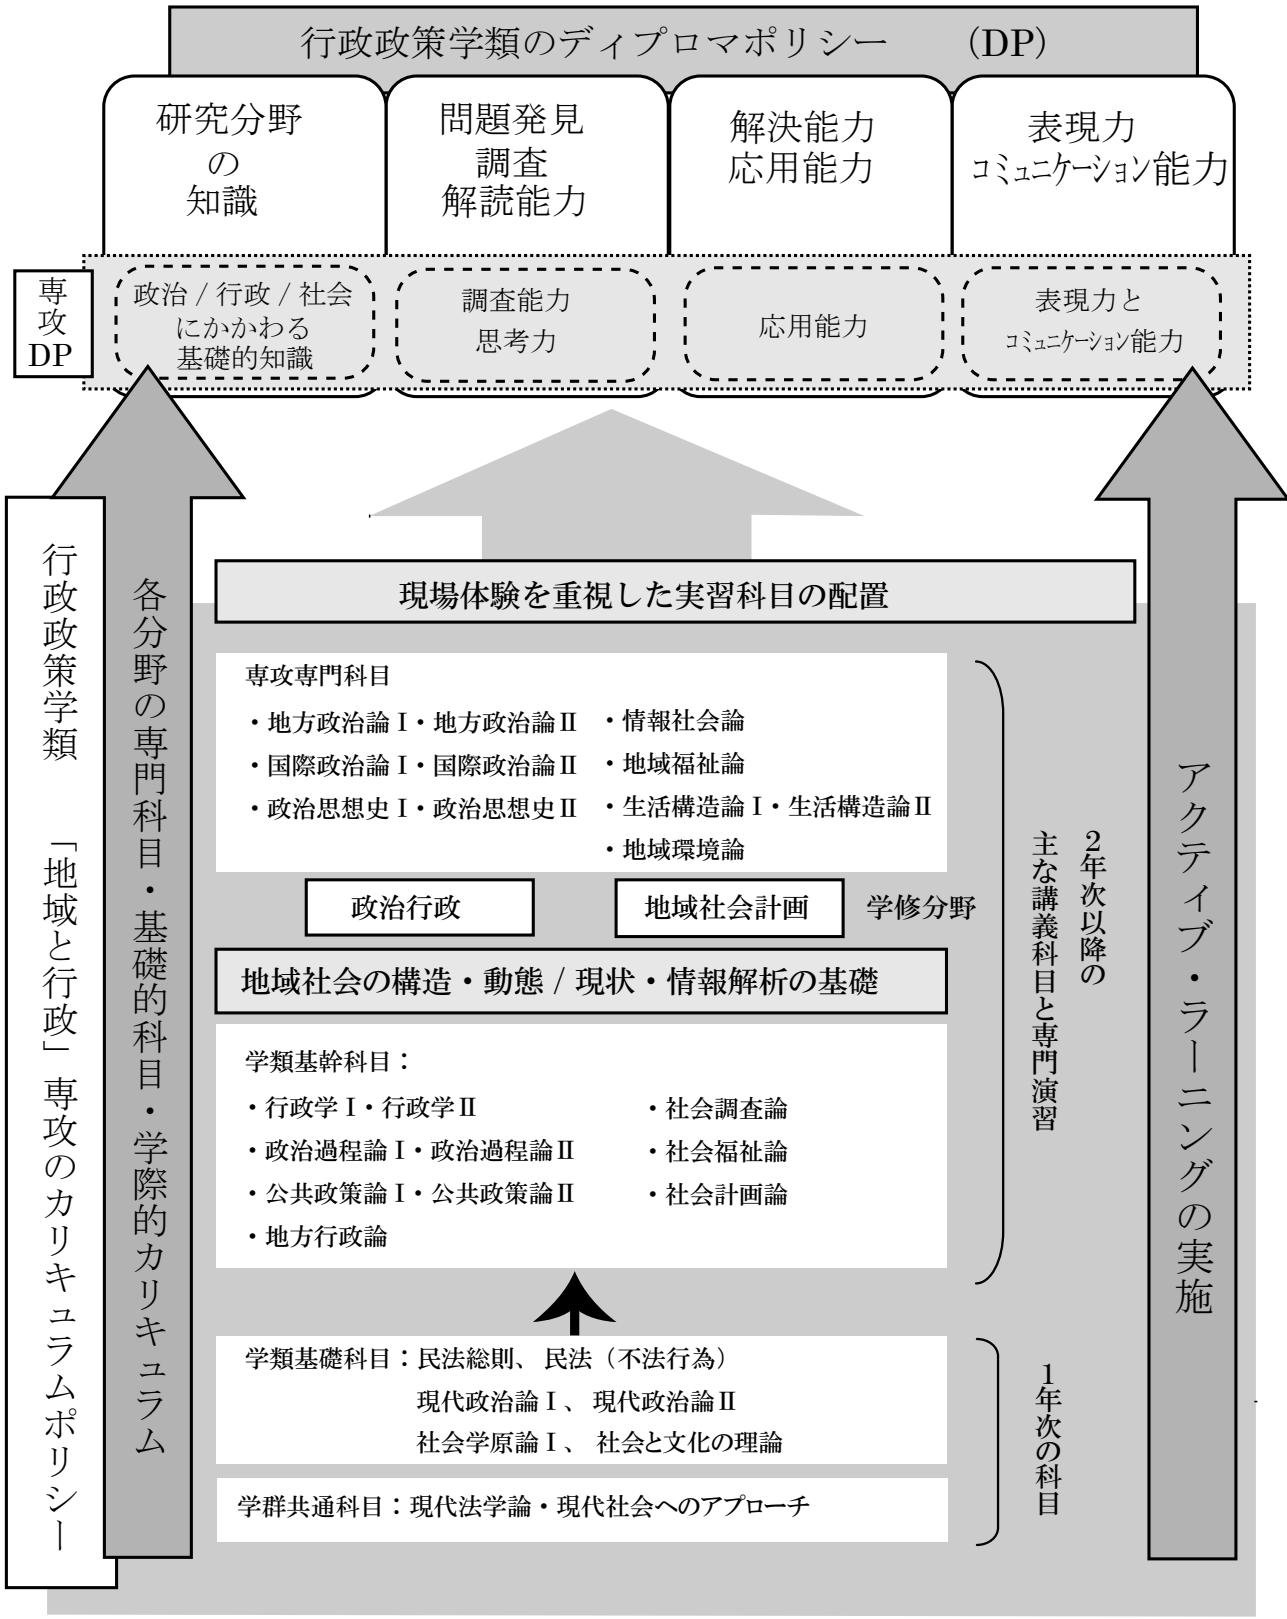 行政政策学類のディプロマポリシー　（DP）
研究分野
の
知識
問題発見
調査
解読能力
解決能力
応用能力
表現力
コミュニケーション能力
専攻DP
政治 / 行政 / 社会
にかかわる
基礎的知識
調査能力
思考力
応用能力
表現力と
コミュニケーション能力
行政政策学類　「地域と行政」専攻のカリキュラムポリシー
各分野の専門科目・基礎的科目・学際的カリキュラム
現場体験を重視した実習科目の配置
専攻専門科目
・地方政治論Ⅰ・地方政治論Ⅱ
・国際政治論Ⅰ・国際政治論Ⅱ
・政治思想史Ⅰ・政治思想史Ⅱ
・情報社会論
・地域福祉論
・生活構造論Ⅰ・生活構造論Ⅱ
・地域環境論
政治行政
地域社会計画
学修分野
地域社会の構造・動態 / 現状・情報解析の基礎
学類基幹科目：
・行政学Ⅰ・行政学Ⅱ
・政治過程論Ⅰ・政治過程論Ⅱ
・公共政策論Ⅰ・公共政策論Ⅱ
・地方行政論
・社会調査論
・社会福祉論
・社会計画論
2年次以降の
主な講義科目と専門演習
学類基礎科目：民法総則、民法（不法行為）
現代政治論Ⅰ、現代政治論Ⅱ
社会学原論Ⅰ、社会と文化の理論
学群共通科目：現代法学論・現代社会へのアプローチ
1年次の科目
アクティブ・ラーニングの実施